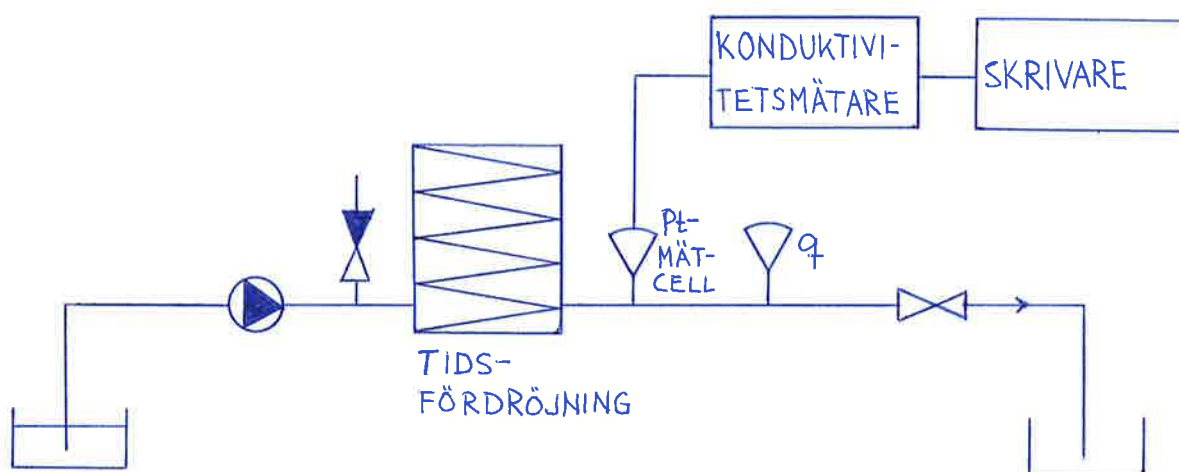 KONDUKTIVI-
TETSMÄTARE
SKRIVARE
Pt-
MÄT-
CELL
q
TIDS-
FÖRDRÖJNING